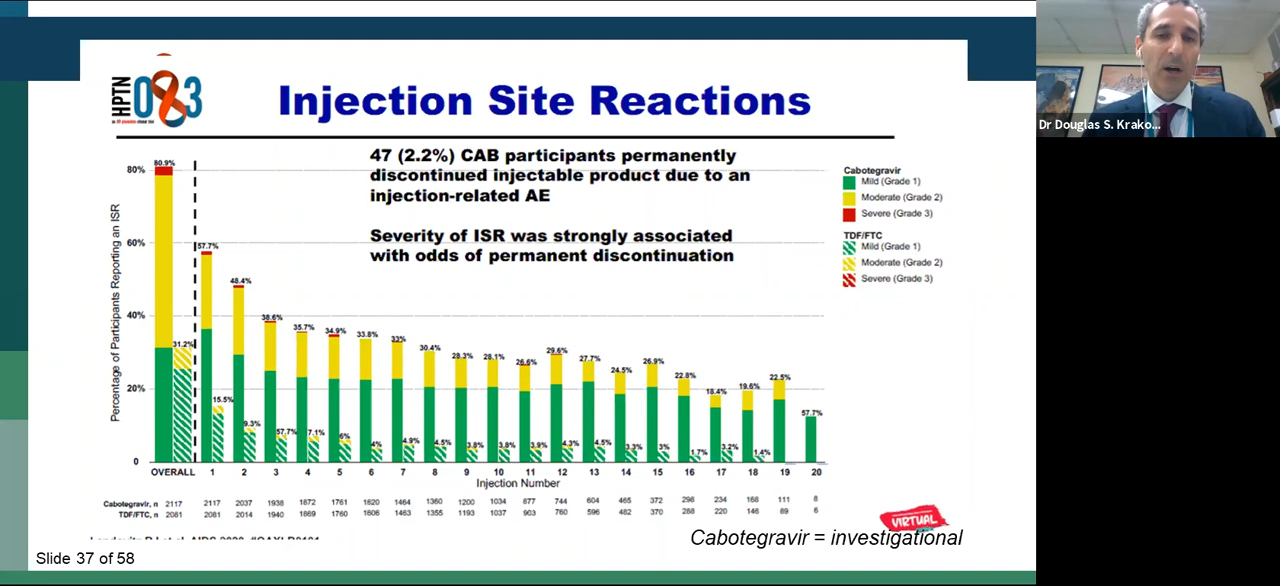 HPTN
083
Injection Site Reactions
47 (2.2%) CAB participants permanently
discontinued injectable product due to an
injection-related AE
Severity of ISR was strongly associated
with odds of permanent discontinuation
Cabotegravir
Mild (Grade 1)
Moderate (Grade 2)
Severe (Grade 3)
TDF/FTC
Mild (Grade 1)
Moderate (Grade 2)
Severe (Grade 3)
Percentage of Participants Reporting an ISR
80%
60%
40%
20%
0
80.9%
31.2%
57.7%
15.5%
48.4%
9.3%
38.6%
57.7%
35.7%
7.1%
34.9%
6%
33.8%
4%
33%
4.9%
30.4%
4.5%
28.3%
3.8%
28.1%
3.8%
26.6%
3.9%
29.6%
4.3%
27.7%
4.5%
24.5%
3.3%
26.9%
3%
22.8%
1.7%
18.4%
3.2%
19.6%
1.4%
22.5%
57.7%
OVERALL 1 2 3 4 5 6 7 8 9 10 11 12 13 14 15 16 17 18 19 20
Injection Number
Cabotegravir, n 2117 2117 2037 1938 1872 1761 1620 1464 1360 1200 1034 877 744 604 465 372 298 234 168 111 8
TDF/FTC, n 2081 2081 2014 1940 1869 1760 1606 1463 1355 1193 1037 903 760 596 482 370 288 220 146 89 6
VIRTUAL
Cabotegravir = investigational
Slide 37 of 58
Dr Douglas S. Krako...